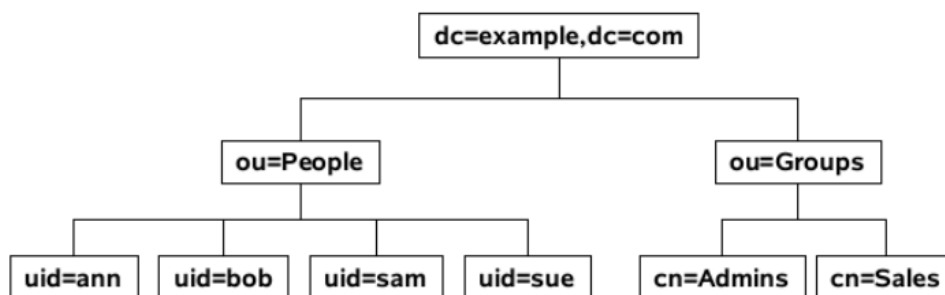 dc=example,dc=com
ou=People
ou=Groups
uid=ann
uid=bob
uid=sam
uid=sue
cn=Admins
cn=Sales